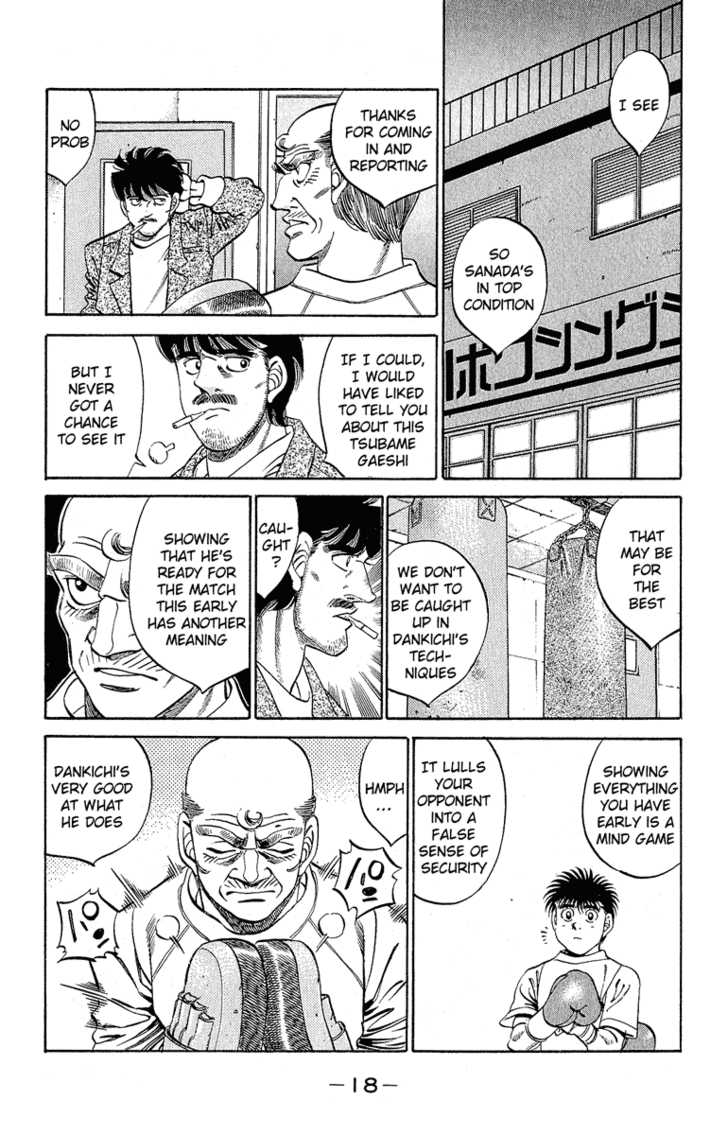 I SEE
SO
SANADA'S
IN TOP
CONDITION
ボクシングジ
THANKS
FOR COMING
IN AND
REPORTING
NO
PROB
IF I COULD,
I WOULD
HAVE LIKED
TO TELL YOU
ABOUT THIS
TSUBAME
GAESHI
BUT I
NEVER
GOT A
CHANCE
TO SEE IT
THAT
MAY BE
FOR
THE
BEST
WE DON'T
WANT TO
BE CAUGHT
UP IN
DANKICHI'S
TECH-
NIQUES
CAU-
GHT
?
SHOWING
THAT HE'S
READY FOR
THE MATCH
THIS EARLY
HAS ANOTHER
MEANING
SHOWING
EVERYTHING
YOU HAVE
EARLY IS A
MIND GAME
IT LULLS
YOUR
OPPONENT
INTO A
FALSE
SENSE OF
SECURITY
HMPH
...
DANKICHI'S
VERY GOOD
AT WHAT
HE DOES
-18-